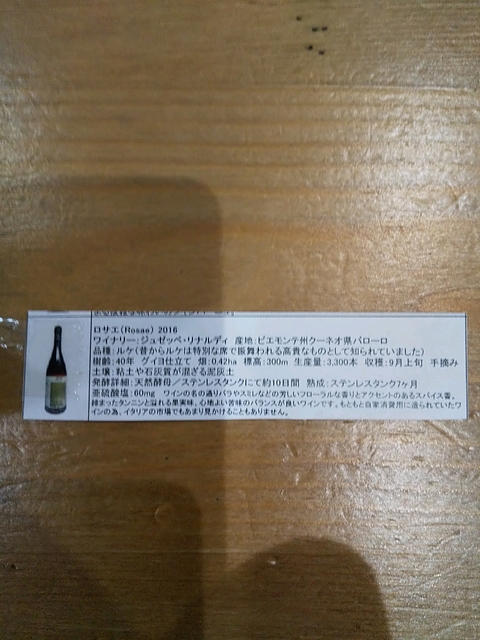 ロサエ(Rosae) 2016
ワイナリー:ジュゼッペ・リナルディ 産地:ピエモンテ州クーネオ県バローロ
品種:ルケ(昔からルケは特別な席で振舞われる高貴なものとして知られていました)
樹齢:40年 グイヨ仕立て 畑:0.42ha 標高:300m 生産量:3,300本 収穫:9月上旬 手摘み
土壌:粘土や石灰質が混ざる泥灰土
発酵詳細:天然酵母/ステンレスタンクにて約10日間 熟成:ステンレスタンク7ヶ月
亜硫酸塩:60mg ワインの名の通りバラやスミレなどの芳しいフローラルな香りとアクセントのあるスパイス香。
締まったタンニンと溢れる果実味、心地よい苦味のバランスが良いワインです。もともと自家消費用に造られていたワ
インの為、イタリアの市場でもあまり見かけることもありません。